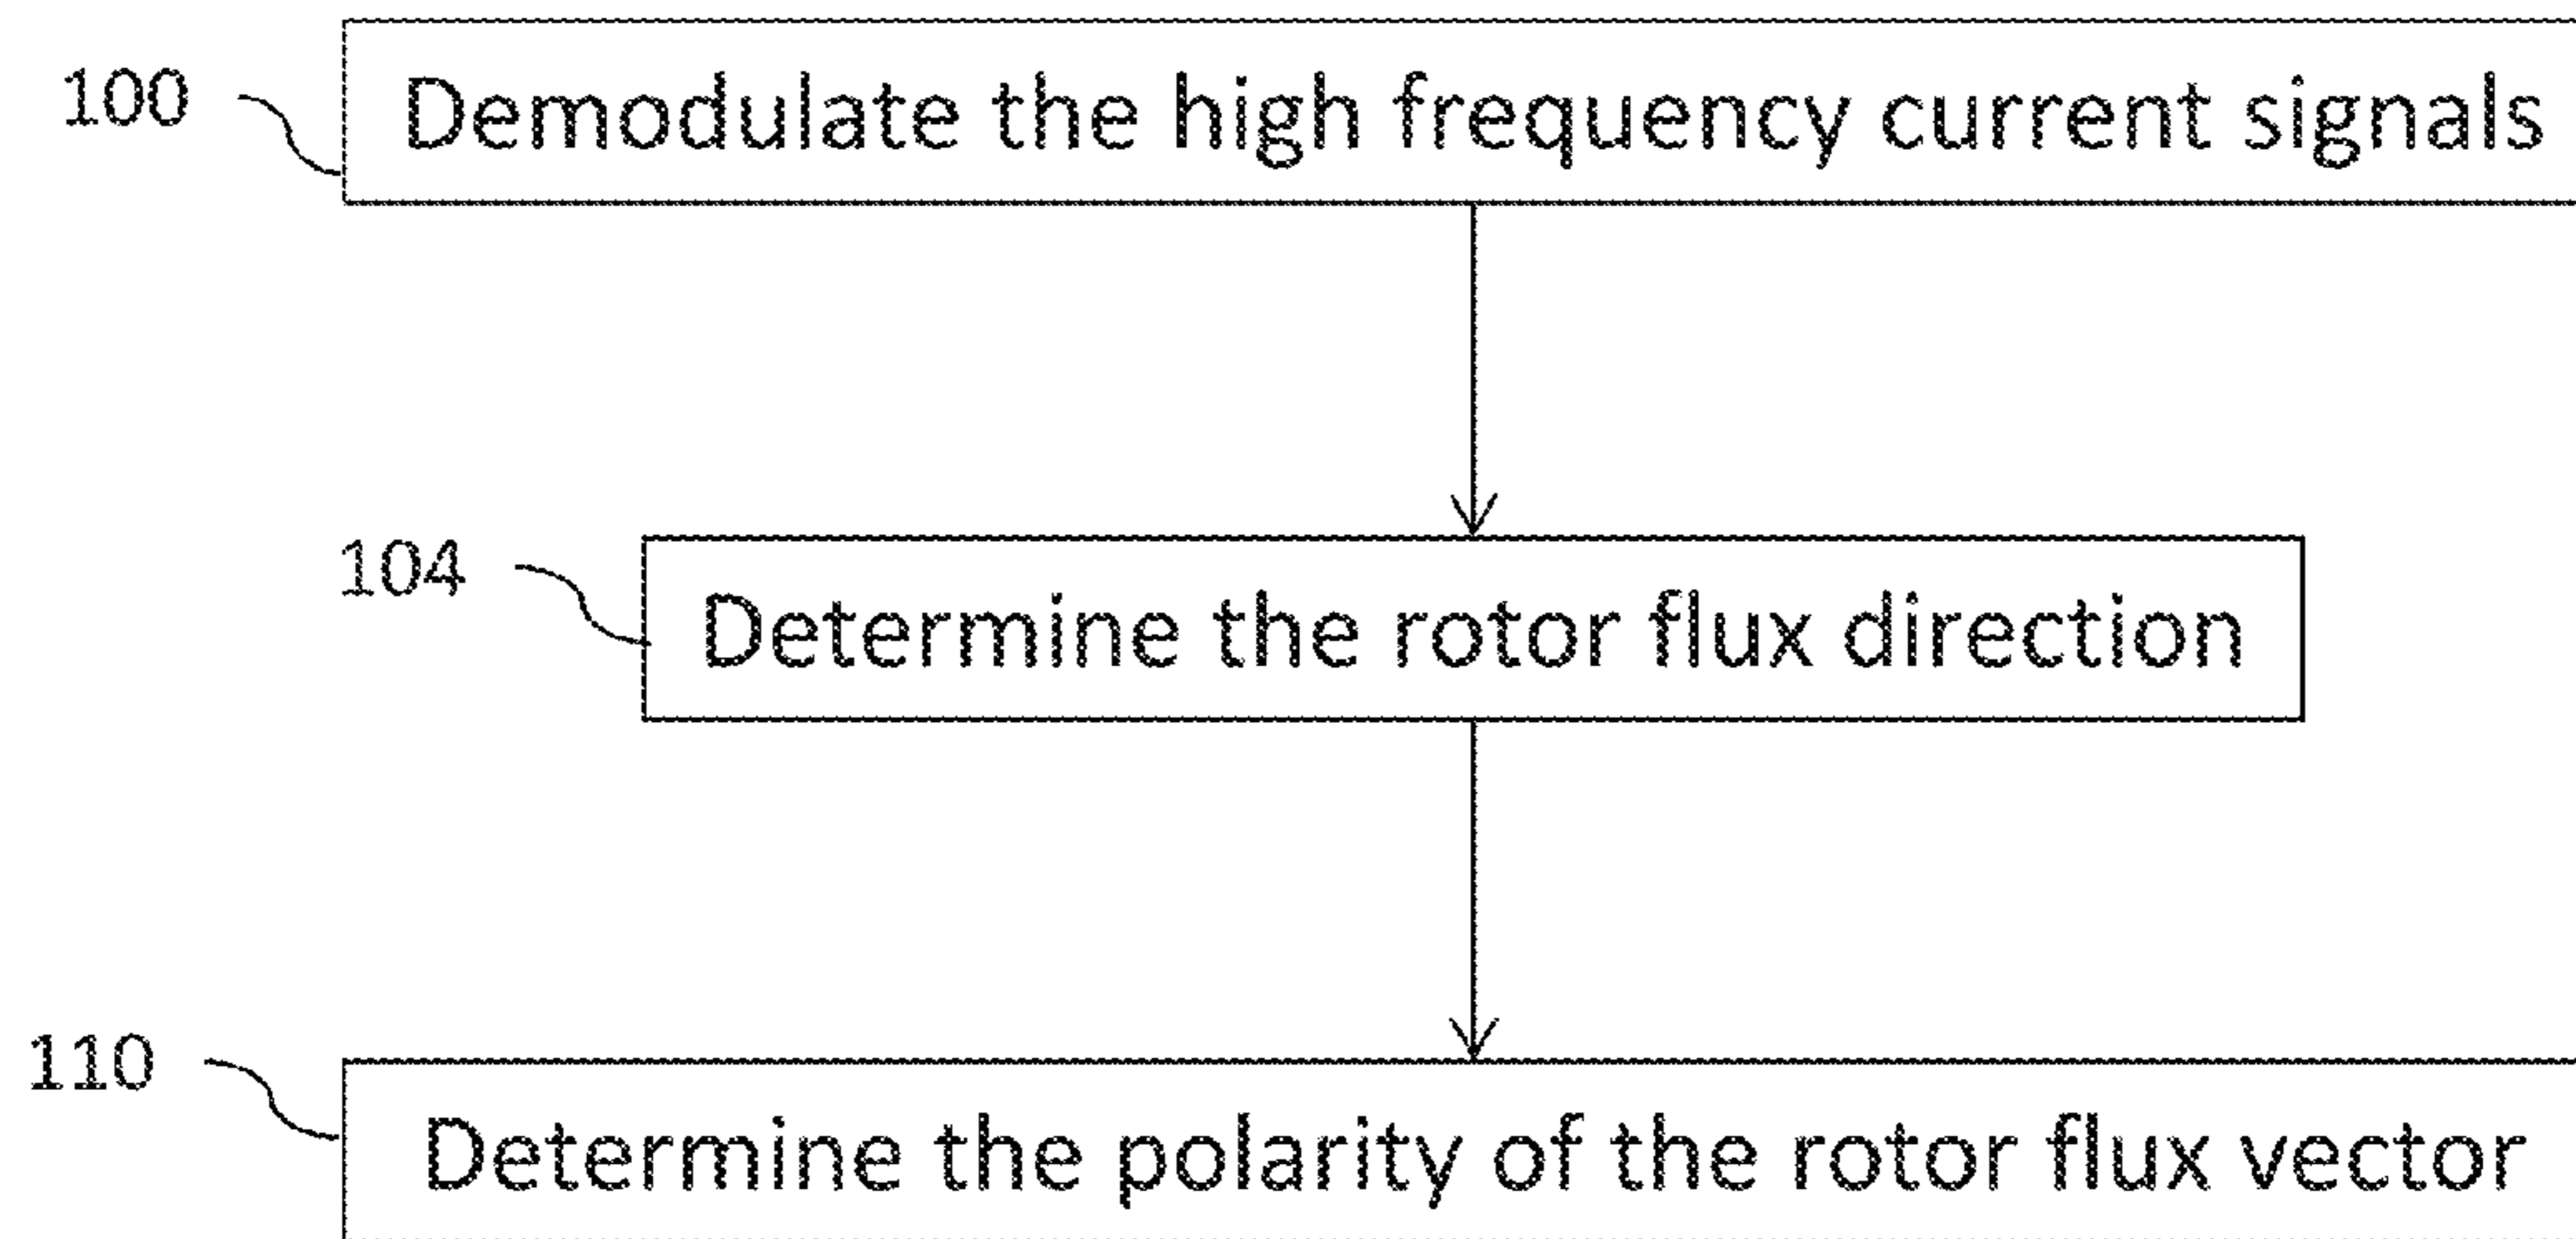 100
Demodulate the high frequency current signals
104
Determine the rotor flux direction
110
Determine the polarity of the rotor flux vector